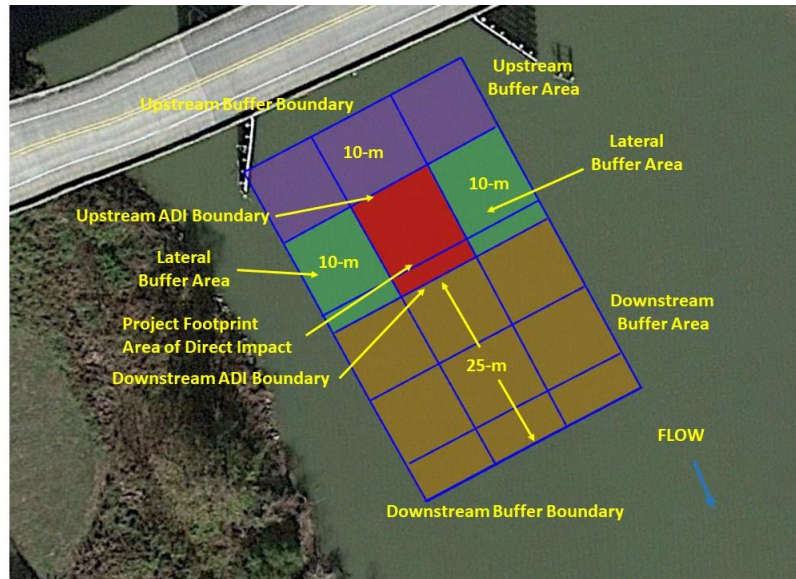 Upstream
Buffer Area
Upstream Buffer Boundary
Lateral
Buffer Area
10-m
10-m
Upstream ADI Boundary
Lateral
Buffer Area
10-m
Project Footprint
Area of Direct Impact
Downstream
Buffer Area
Downstream ADI Boundary
25-m
FLOW
Downstream Buffer Boundary